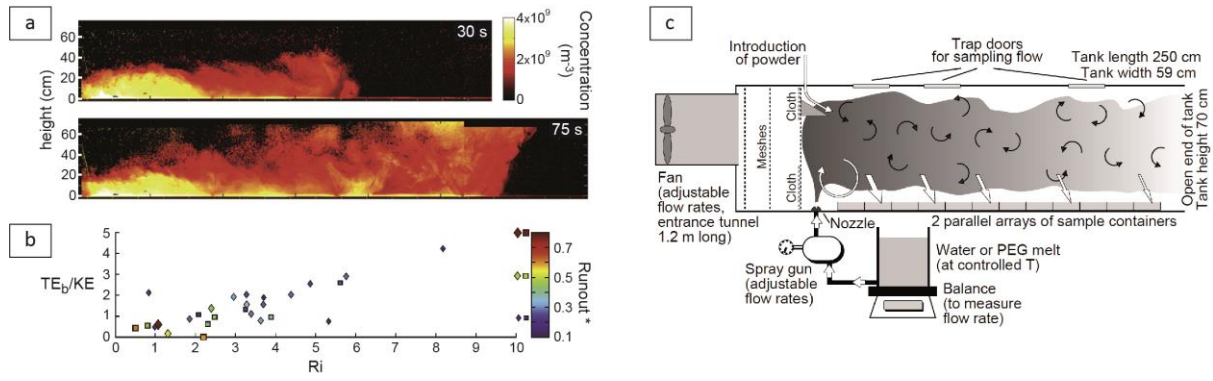 a
30 s
60
40
20
0
height (cm)
4x10⁹
2x10⁹
0
Concentration
(m⁻³)
75 s
60
40
20
0
b
5
4
3
2
1
0
TE_b/KE
0 1 2 3 4 5 6 7 8 9 10
Ri
0.7
0.5
0.3
0.1
Runout *
c
Introduction
of powder
Trap doors
for sampling flow
Tank length 250 cm
Tank width 59 cm
Cloth
Meshes
Cloth
Open end of tank
Tank height 70 cm
Fan
(adjustable
flow rates,
entrance tunnel
1.2 m long)
Nozzle
2 parallel arrays of sample containers
Spray gun
(adjustable
flow rates)
Water or PEG melt
(at controlled T)
Balance
(to measure
flow rate)